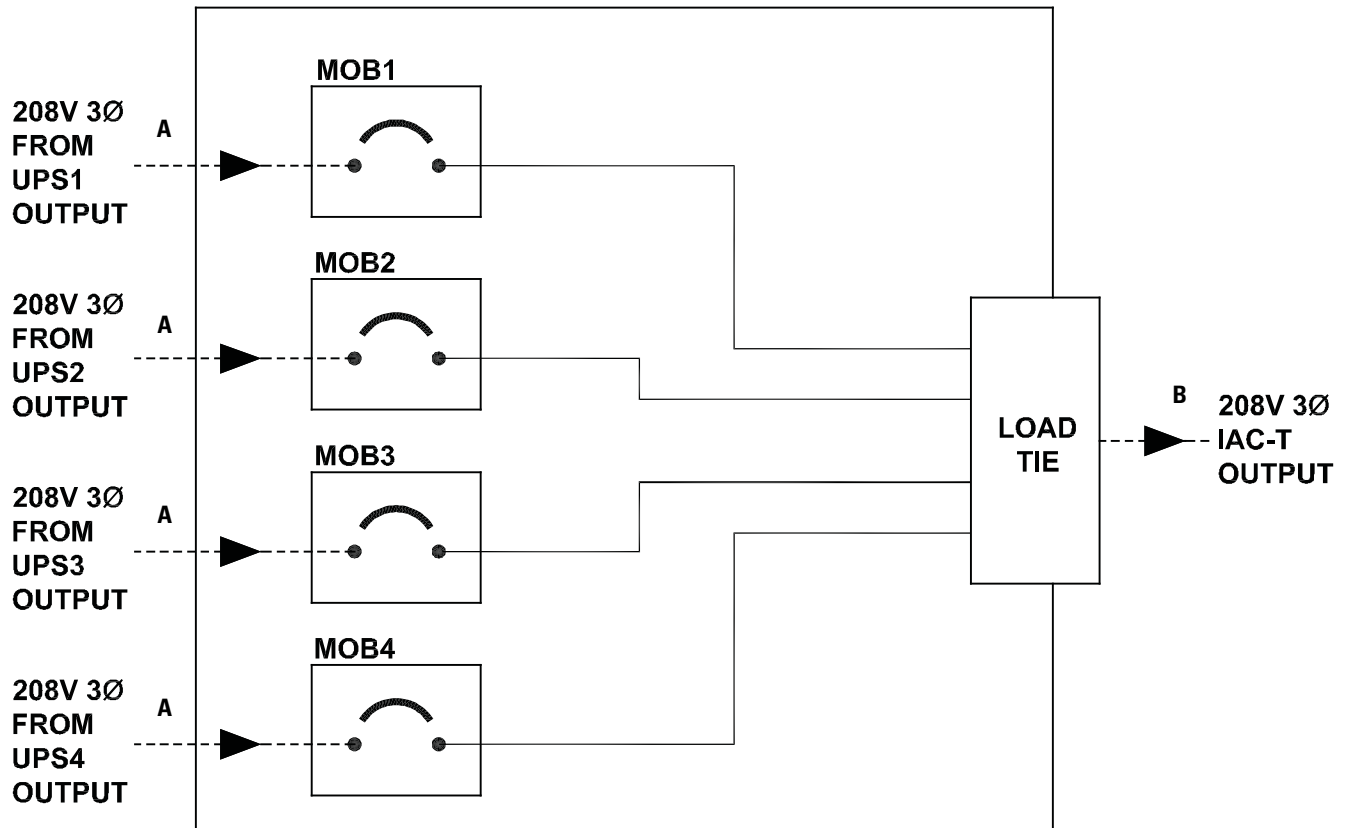 MOB1
208V 3Ø
FROM
UPS1
OUTPUT
A
MOB2
208V 3Ø
FROM
UPS2
OUTPUT
A
MOB3
208V 3Ø
FROM
UPS3
OUTPUT
A
MOB4
208V 3Ø
FROM
UPS4
OUTPUT
A
LOAD
TIE
B
208V 3Ø
IAC-T
OUTPUT